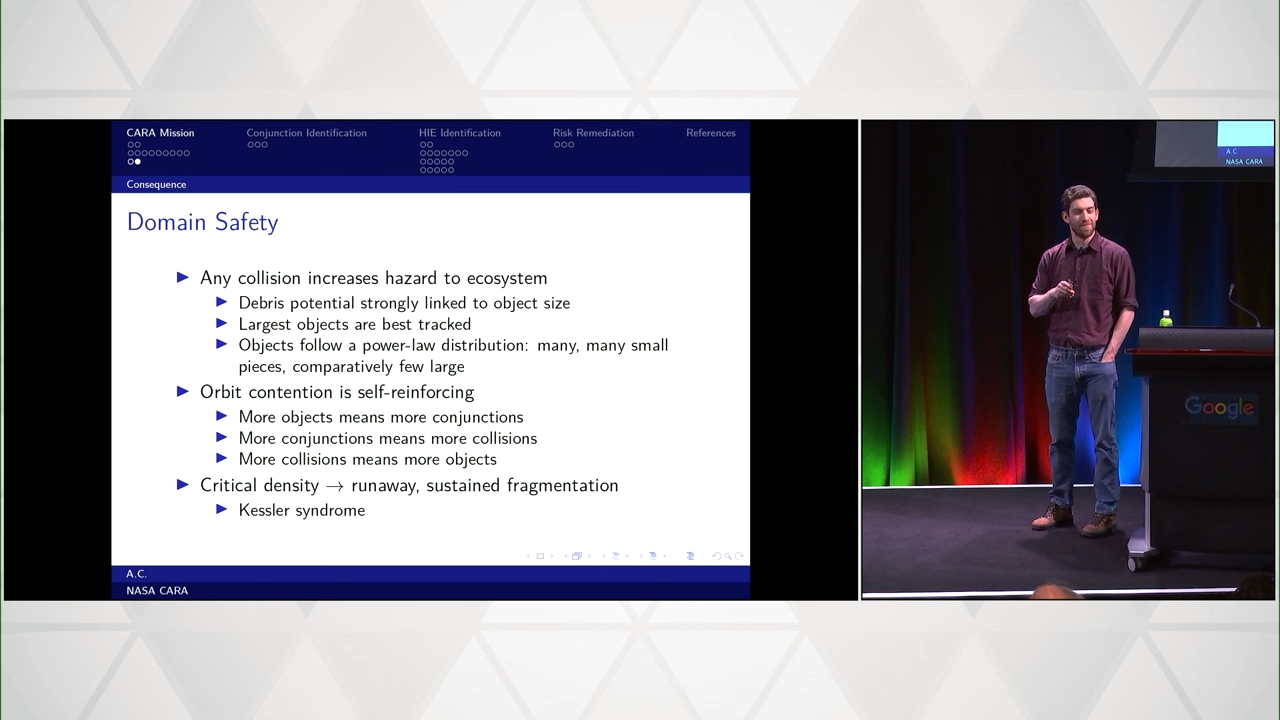 CARA Mission
Conjunction Identification
HIE Identification
Risk Remediation
References
Consequence
Domain Safety
Any collision increases hazard to ecosystem
Debris potential strongly linked to object size
Largest objects are best tracked
Objects follow a power-law distribution: many, many small
pieces, comparatively few large
Orbit contention is self-reinforcing
More objects means more conjunctions
More conjunctions means more collisions
More collisions means more objects
Critical density → runaway, sustained fragmentation
Kessler syndrome
A.C.
NASA CARA
A.C.
NASA CARA
Google